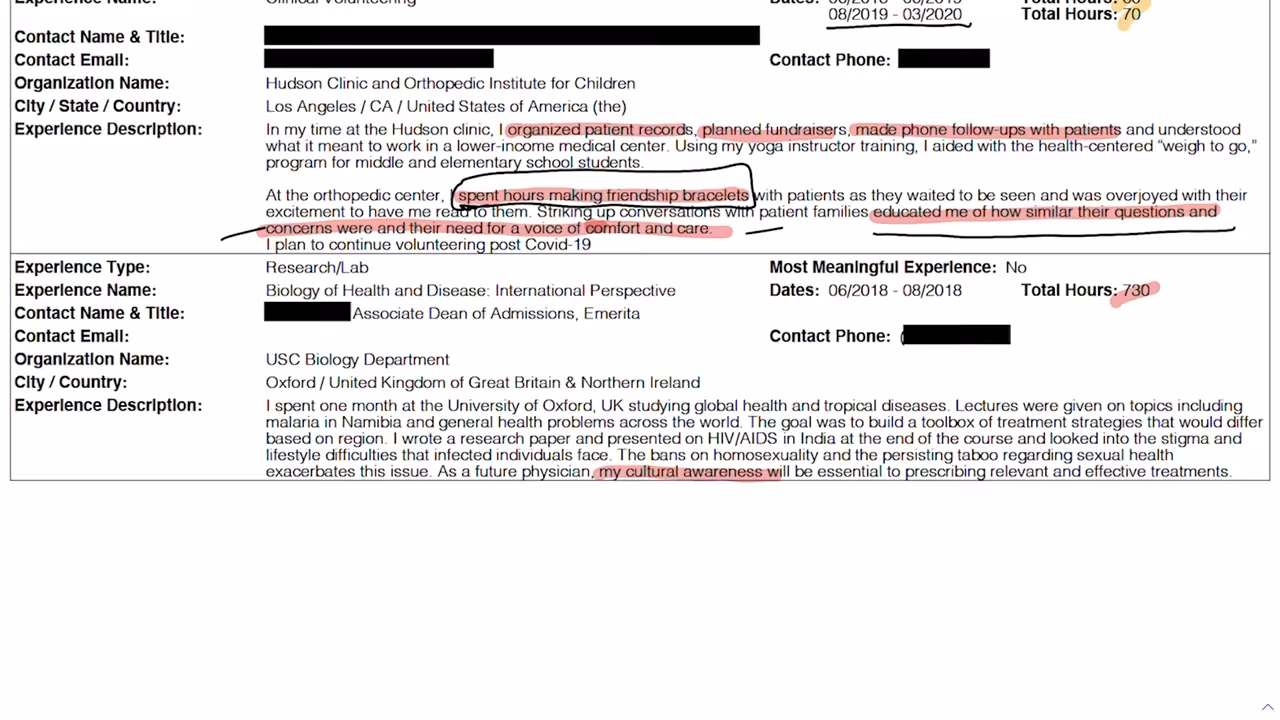 08/2019 - 03/2020 Total Hours: 70
Contact Name & Title:
Contact Email: Contact Phone:
Organization Name: Hudson Clinic and Orthopedic Institute for Children
City / State / Country: Los Angeles / CA / United States of America (the)
Experience Description: In my time at the Hudson clinic, I organized patient records, planned fundraisers, made phone follow-ups with patients and understood
what it meant to work in a lower-income medical center. Using my yoga instructor training, I aided with the health-centered “weigh to go,”
program for middle and elementary school students.
At the orthopedic center, I spent hours making friendship bracelets with patients as they waited to be seen and was overjoyed with their
excitement to have me read to them. Striking up conversations with patient families educated me of how similar their questions and
concerns were and their need for a voice of comfort and care.
I plan to continue volunteering post Covid-19
Experience Type: Research/Lab Most Meaningful Experience: No
Experience Name: Biology of Health and Disease: International Perspective Dates: 06/2018 - 08/2018 Total Hours: 730
Contact Name & Title: Associate Dean of Admissions, Emerita
Contact Email: Contact Phone:
Organization Name: USC Biology Department
City / Country: Oxford / United Kingdom of Great Britain & Northern Ireland
Experience Description: I spent one month at the University of Oxford, UK studying global health and tropical diseases. Lectures were given on topics including
malaria in Namibia and general health problems across the world. The goal was to build a toolbox of treatment strategies that would differ
based on region. I wrote a research paper and presented on HIV/AIDS in India at the end of the course and looked into the stigma and
lifestyle difficulties that infected individuals face. The bans on homosexuality and the persisting taboo regarding sexual health
exacerbates this issue. As a future physician, my cultural awareness will be essential to prescribing relevant and effective treatments.